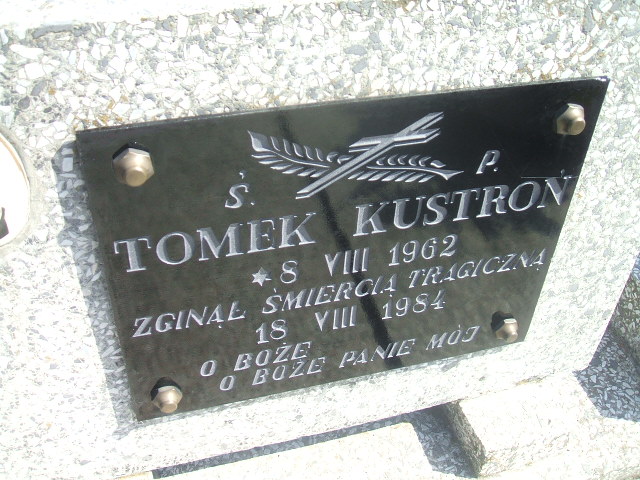 Ś. P.
TOMEK KUSTROŃ
* 8 VIII 1962
ZGINĄŁ ŚMIERCIĄ TRAGICZNĄ
18 VIII 1984
O BOŻE
O BOŻE PANIE MÓJ